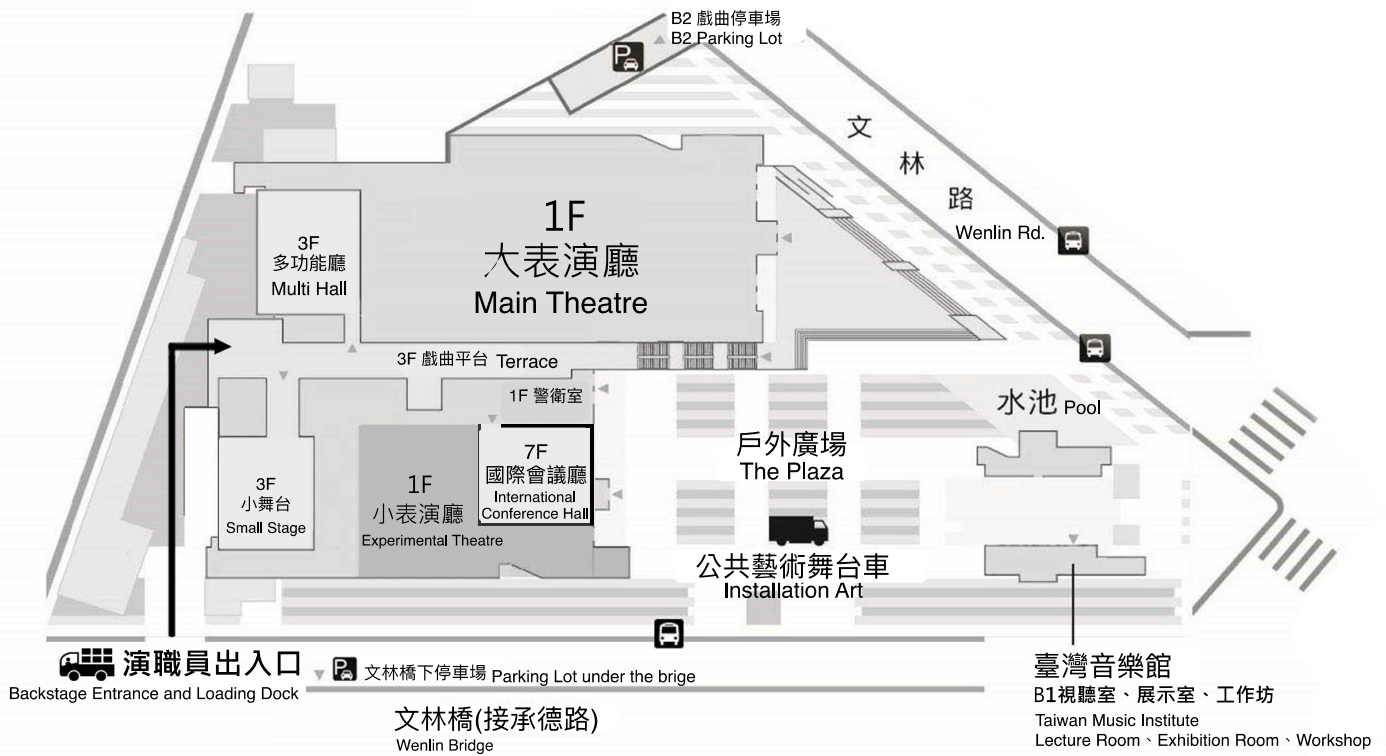 B2 戲曲停車場
B2 Parking Lot
P
文
林
路
Wenlin Rd.
1F
大表演廳
Main Theatre
3F
多功能廳
Multi Hall
3F 戲曲平台 Terrace
1F 警衛室
水池 Pool
戶外廣場
The Plaza
7F
國際會議廳
International
Conference Hall
1F
小表演廳
Experimental Theatre
3F
小舞台
Small Stage
公共藝術舞台車
Installation Art
演職員出入口
Backstage Entrance and Loading Dock
P
文林橋下停車場 Parking Lot under the brige
文林橋(接承德路)
Wenlin Bridge
臺灣音樂館
B1視聽室、展示室、工作坊
Taiwan Music Institute
Lecture Room、Exhibition Room、Workshop